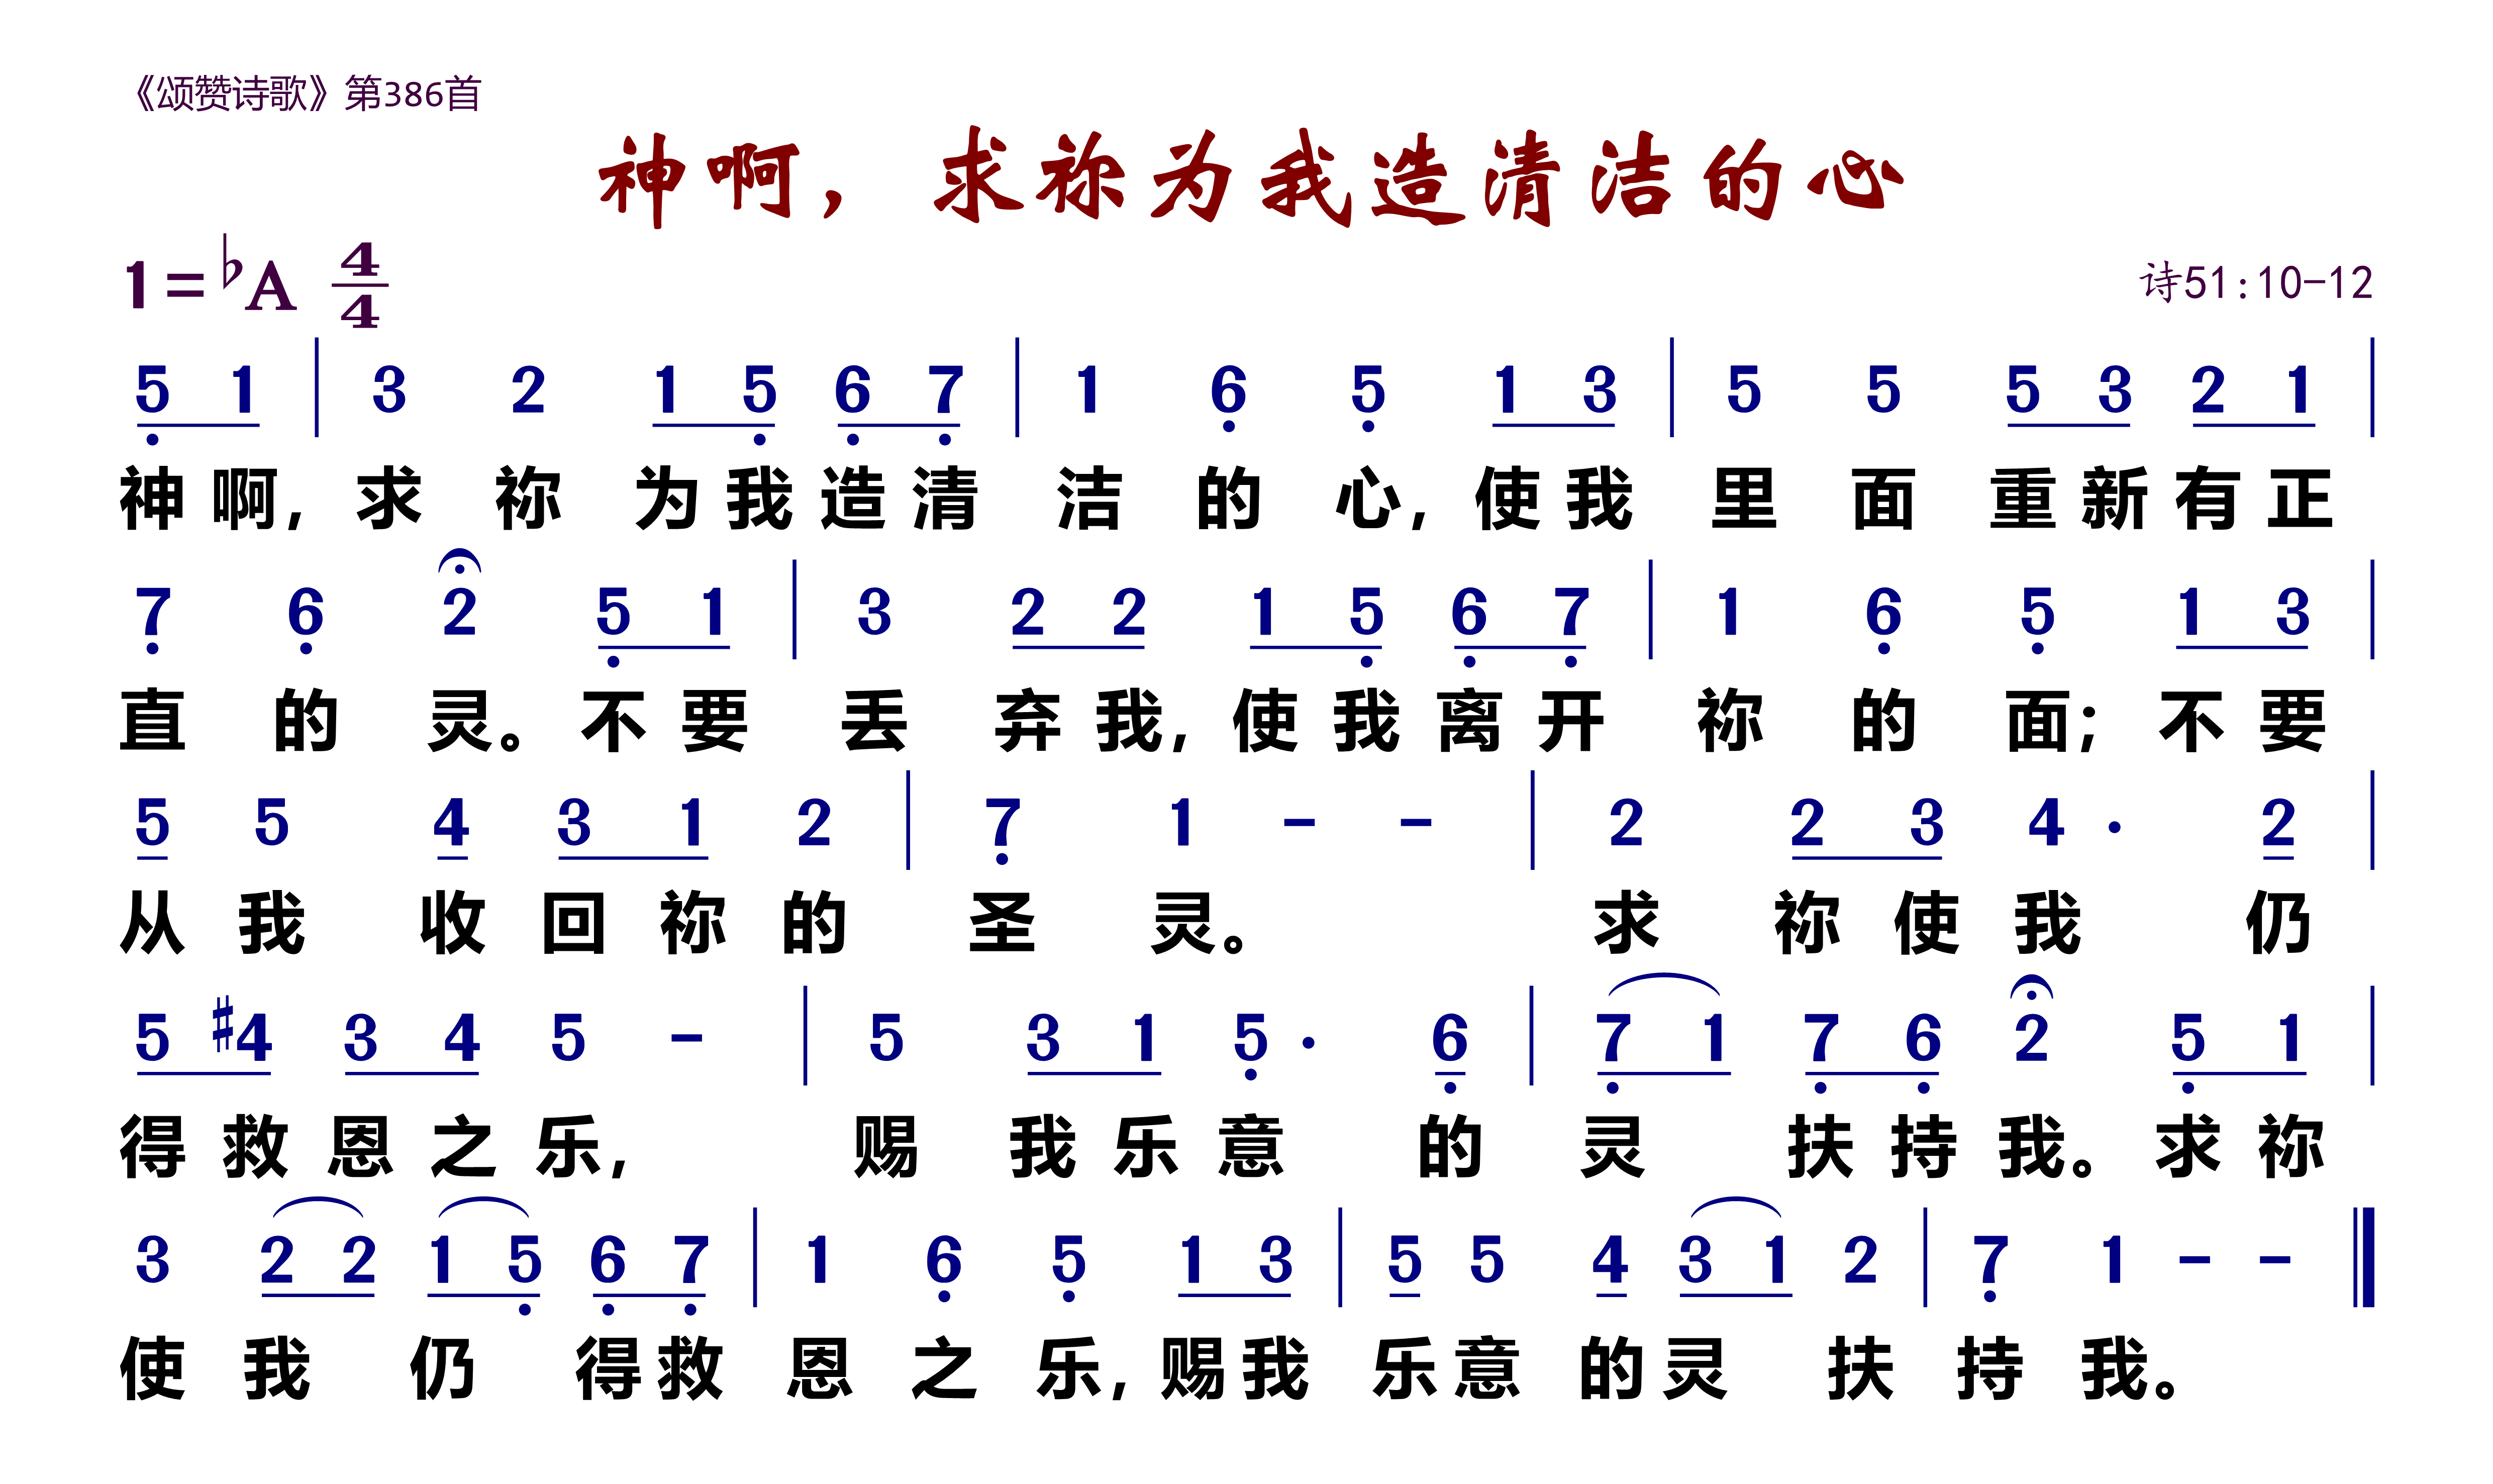 《颂赞诗歌》第386首
神啊，求祢为我造清洁的心
1=♭A 4/4
诗51:10-12
5 1 | 3 2 1 5 6 7 | 1 6 5 1 3 | 5 5 5 3 2 1 |
神啊,求祢为我造清洁的心,使我里面重新有正
7 6 2 5 1 | 3 2 2 1 5 6 7 | 1 6 5 1 3 |
直的灵。不要丢弃我,使我离开祢的面;不要
5 5 4 3 1 2 | 7 1 - - | 2 2 3 4 · 2 |
从我收回祢的圣灵。求祢使我仍
5 ♯4 3 4 5 - | 5 3 1 5 · 6 | 7 1 7 6 2 5 1 |
得救恩之乐,赐我乐意的灵扶持我。求祢
3 2 2 1 5 6 7 | 1 6 5 1 3 | 5 5 4 3 1 2 | 7 1 - - ‖
使我仍得救恩之乐,赐我乐意的灵扶持我。